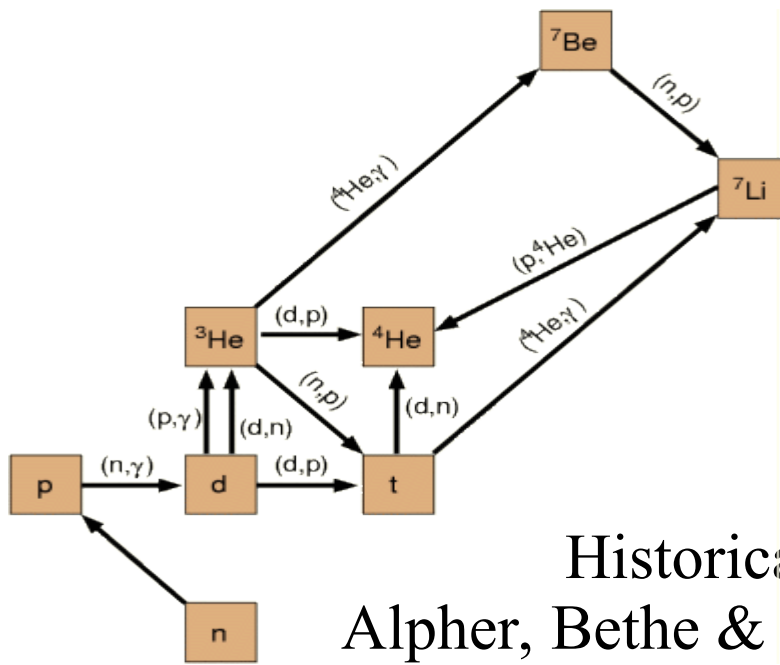 ⁷Be
(n,p)
⁷Li
(⁴He,γ)
(p,⁴He)
(⁴He,γ)
³He
(d,p)
⁴He
(n,p)
(p,γ)
(d,n)
(d,n)
p
(n,γ)
d
(d,p)
t
n
Alpher, Bethe &